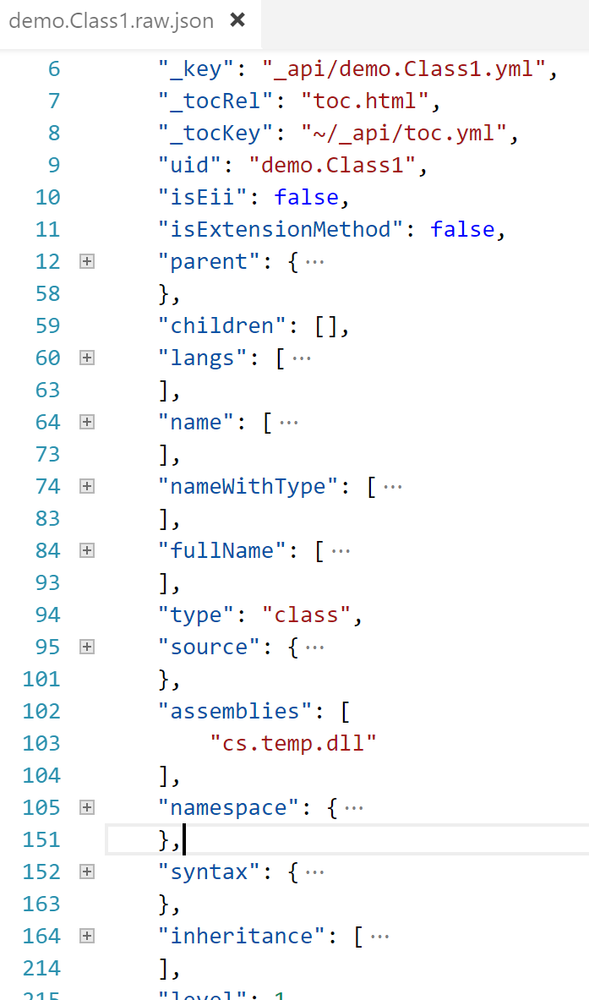 demo.Class1.raw.json ×
6 "_key": "_api/demo.Class1.yml",
7 "_tocRel": "toc.html",
8 "_tocKey": "~/_api/toc.yml",
9 "uid": "demo.Class1",
10 "isEii": false,
11 "isExtensionMethod": false,
12 "parent": { ···
58 },
59 "children": [],
60 "langs": [ ···
63 ],
64 "name": [ ···
73 ],
74 "nameWithType": [ ···
83 ],
84 "fullName": [ ···
93 ],
94 "type": "class",
95 "source": { ···
101 },
102 "assemblies": [
103 "cs.temp.dll"
104 ],
105 "namespace": { ···
151 },
152 "syntax": { ···
163 },
164 "inheritance": [ ···
214 ],
215 "level": 1